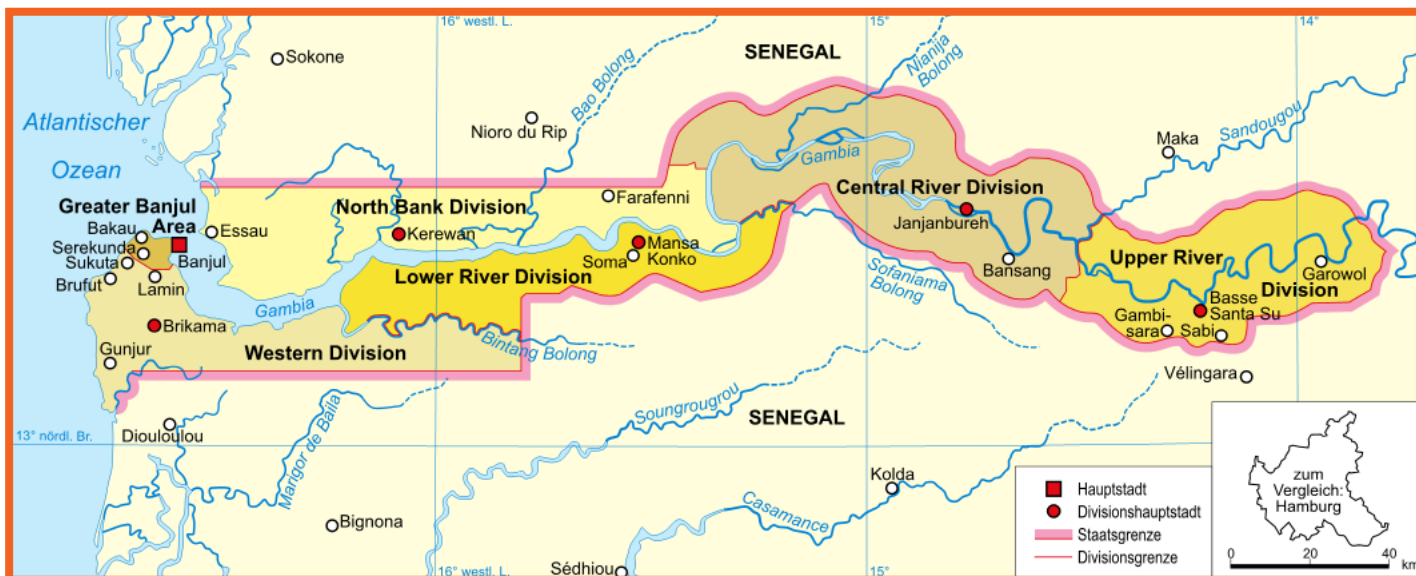 16° westl. L.
15°
14°
Sokone
SENEGAL
Nianija
Bolong
Bao Bolong
Atlantischer
Ozean
Nioro du Rip
Maka
Sandougou
Gambia
Greater Banjul
Area
Bakau
Serekunda
Sukuta
Brufut
Banjul
Lamin
Essau
North Bank Division
Kerewan
Farafenni
Central River Division
Janjanbureh
Mansa
Konko
Soma
Lower River Division
Bansang
Upper River
Division
Garowol
Sofaniama
Bolong
Basse
Santa Su
Gambi-
sara
Sabi
Gambia
Brikama
Gunjur
Western Division
Bintang Bolong
Vélingara
Diouloulou
13° nördl. Br.
Marigor de Baila
Soungrougrou
SENEGAL
Bignona
Kolda
Casamance
Sédhiou
16° westl. L.
15°
Hauptstadt
Divisionshauptstadt
Staatsgrenze
Divisionsgrenze
zum
Vergleich:
Hamburg
0 20 40
km